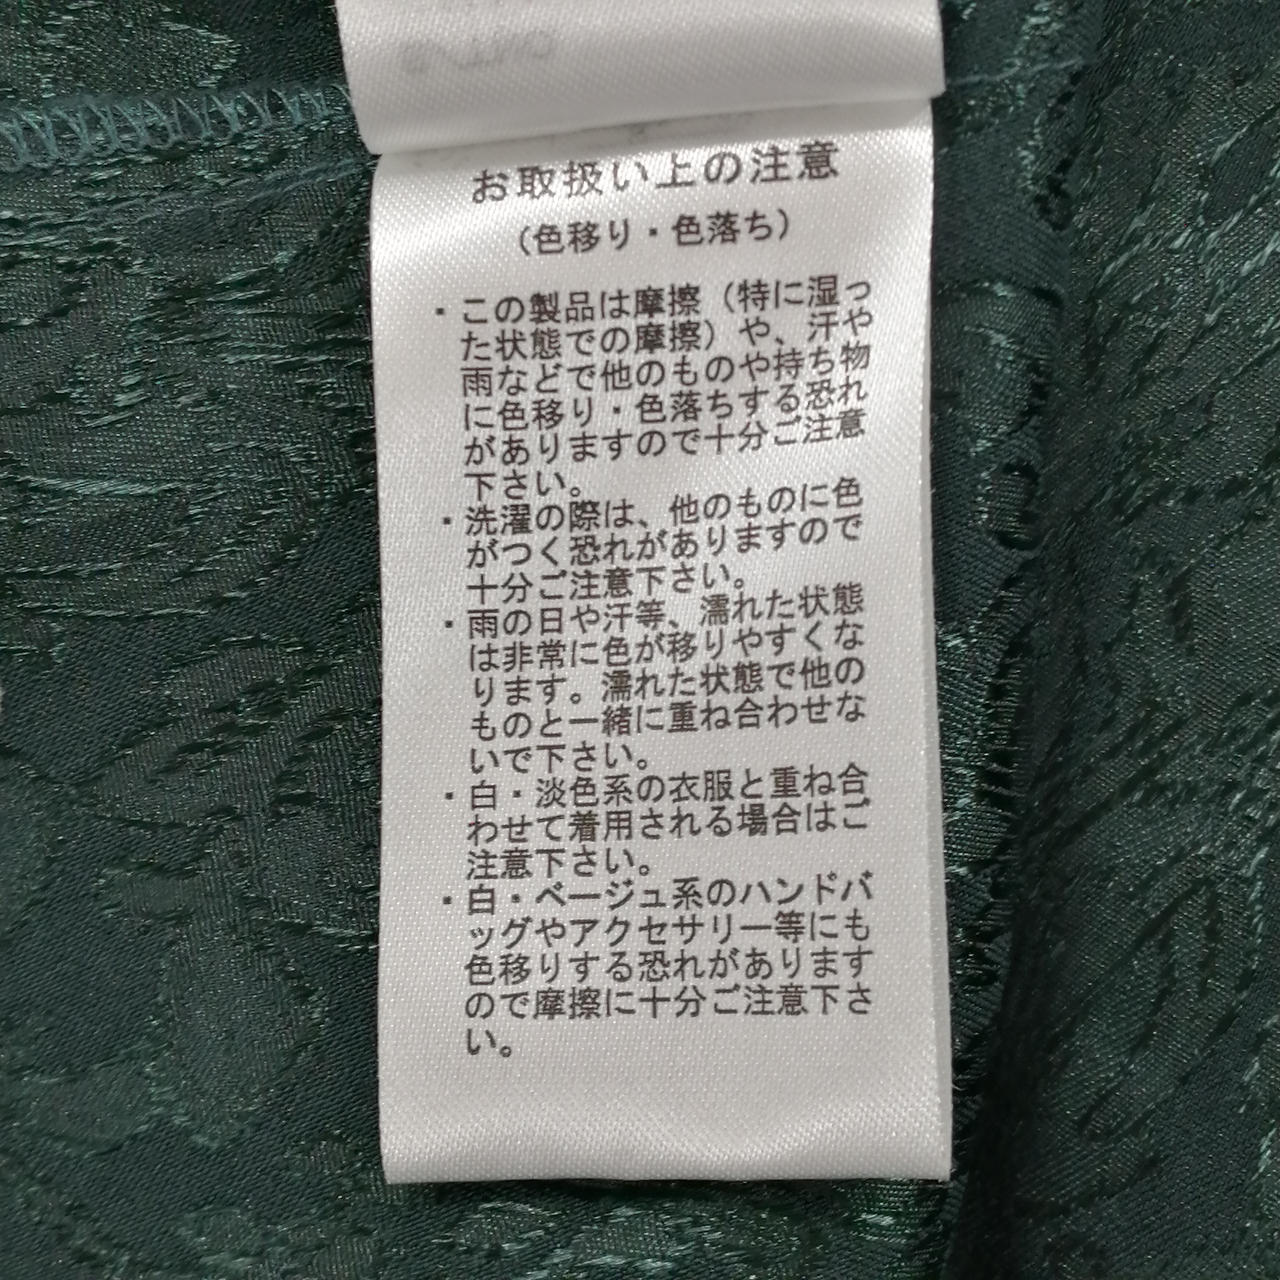 お取扱い上の注意
（色移り・色落ち）
・この製品は摩擦（特に湿っ
た状態での摩擦）や、汗や
雨などで他のものや持ち物
に色移り・色落ちする恐れ
がありますので十分ご注意
下さい。
・洗濯の際は、他のものに色
がつく恐れがありますので
十分ご注意下さい。
・雨の日や汗等、濡れた状態
は非常に色が移りやすくな
ります。濡れた状態で他の
ものと一緒に重ね合わせな
いで下さい。
・白・淡色系の衣服と重ね合
わせて着用される場合はご
注意下さい。
・白・ベージュ系のハンドバ
ッグやアクセサリー等にも
色移りする恐れがあります
ので摩擦に十分ご注意下さ
い。